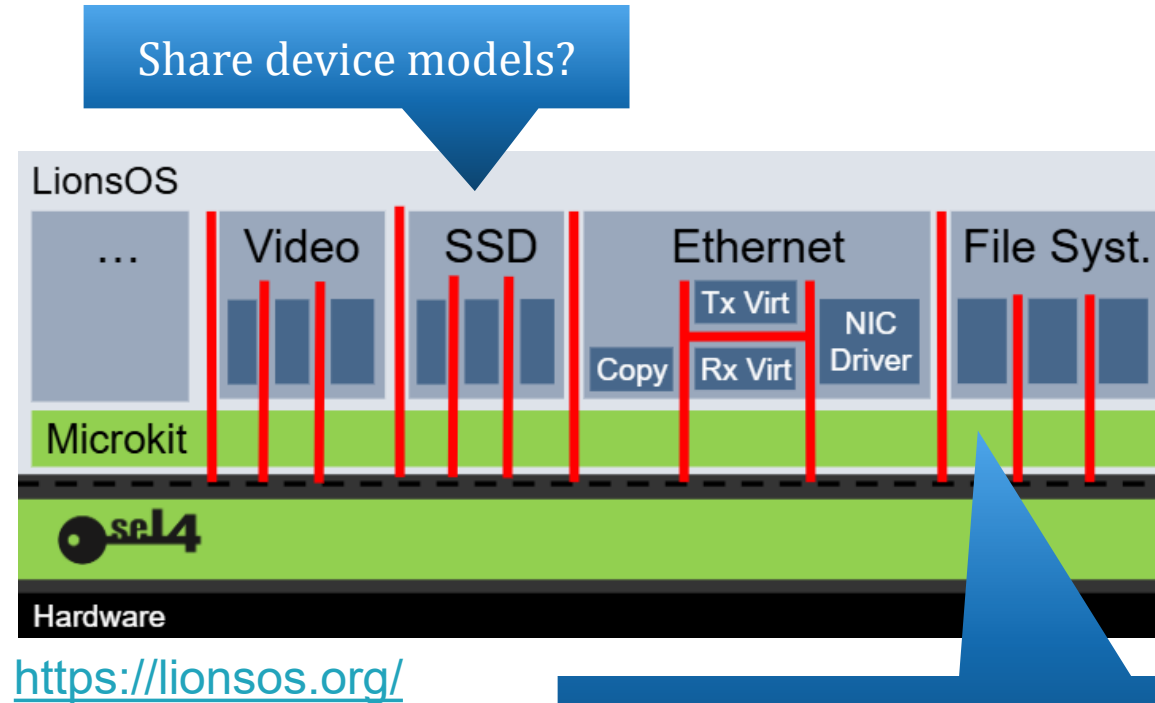 Share device models?
LionsOS
...
Video
SSD
Ethernet
File Syst.
Tx Virt
NIC
Driver
Copy
Rx Virt
Microkit
seL4
Hardware
https://lionsos.org/